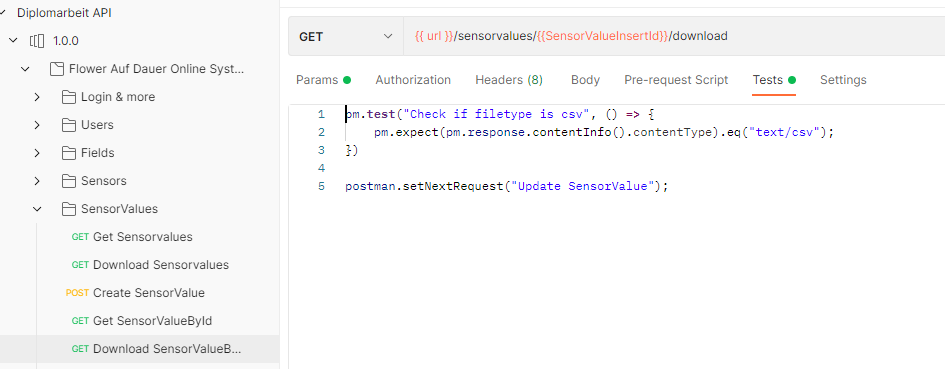 Diplomarbeit API
1.0.0
Flower Auf Dauer Online Syst...
Login & more
Users
Fields
Sensors
SensorValues
GET Get Sensorvalues
GET Download Sensorvalues
POST Create SensorValue
GET Get SensorValueById
GET Download SensorValueB...
GET {{ url }}/sensorvalues/{{SensorValueInsertId}}/download
Params Authorization Headers (8) Body Pre-request Script Tests Settings
1 pm.test("Check if filetype is csv", () => {
2 pm.expect(pm.response.contentInfo().contentType).eq("text/csv");
3 })
4
5 postman.setNextRequest("Update SensorValue");